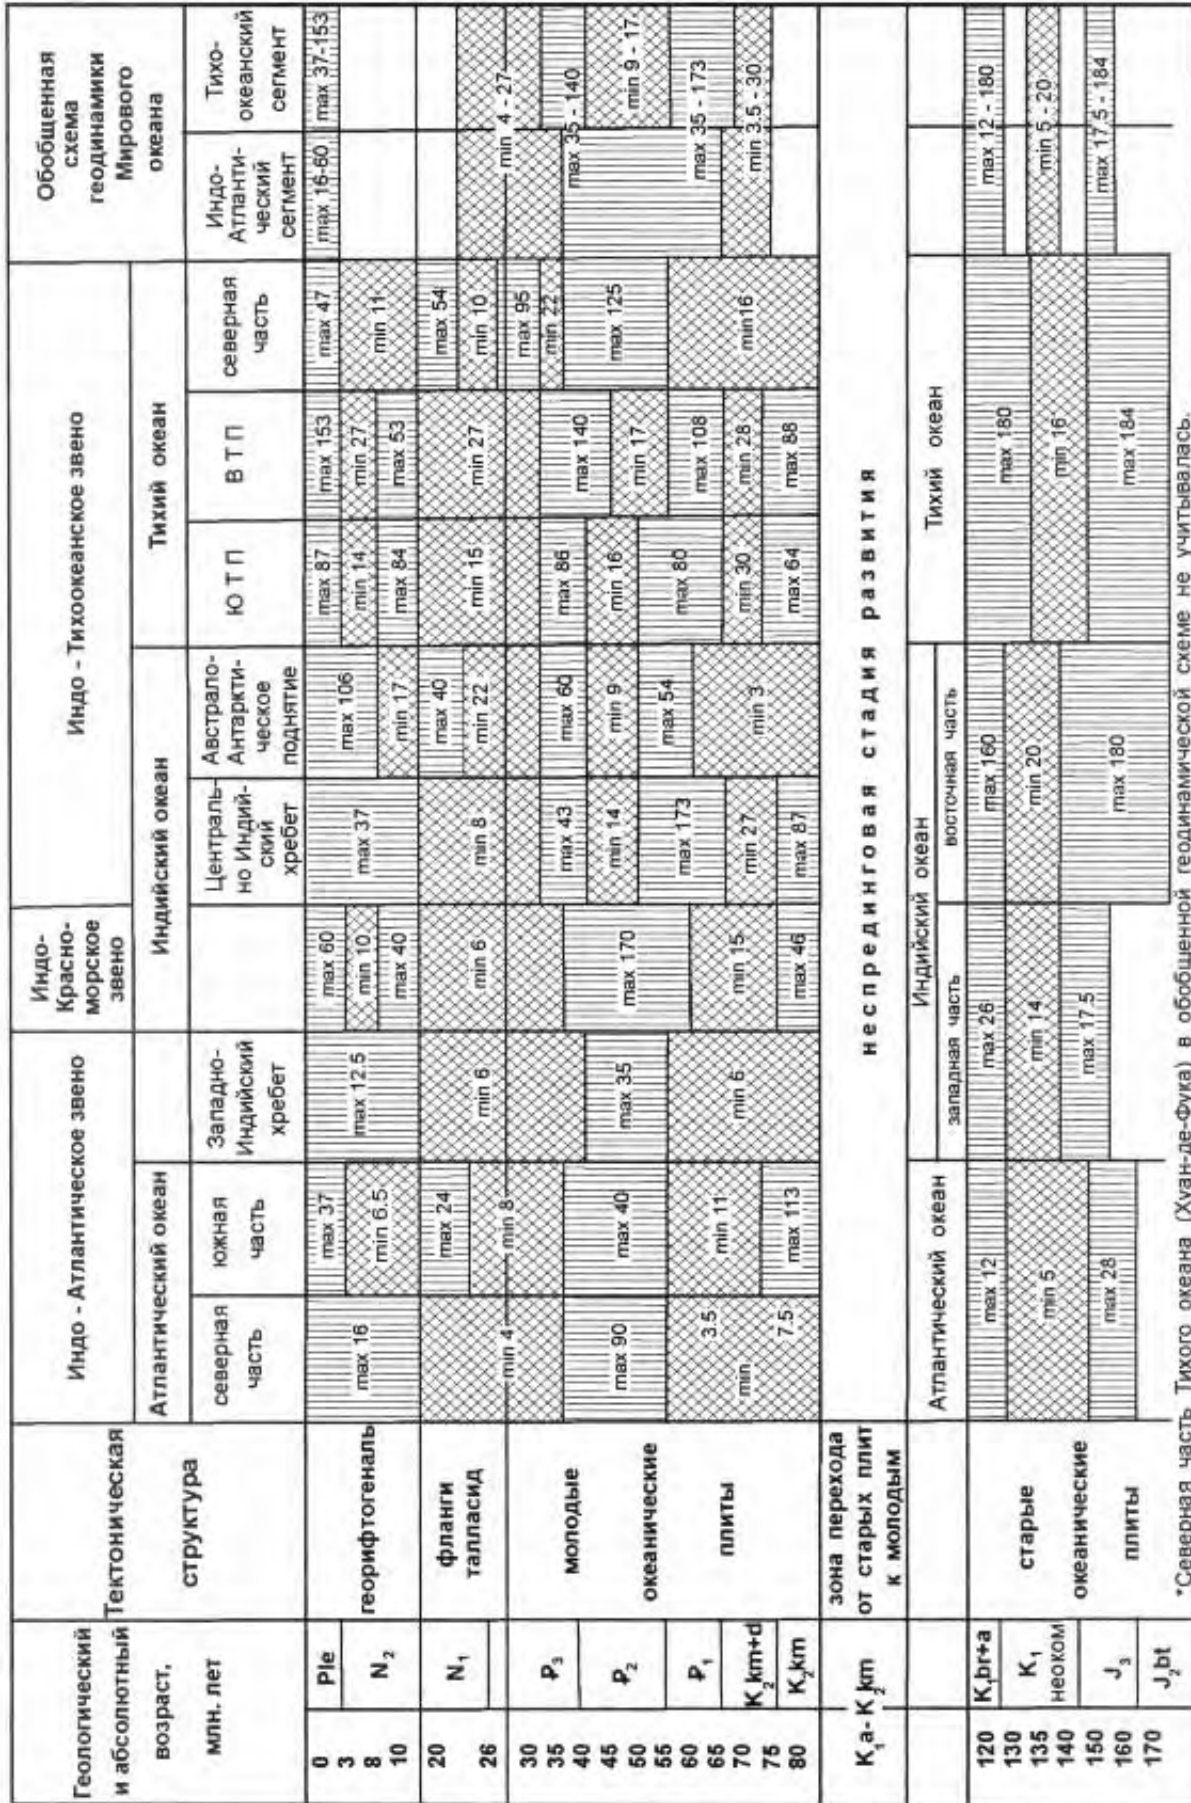 Геологический
и абсолютный
возраст,
млн. лет
Тектоническая
структура
Индо - Атлантическое звено
Индо-
Красно-
морское
звено
Индо - Тихоокеанское звено
Обобщенная
схема
геодинамики
Мирового
океана
Атлантический океан
Индийский океан
Тихий океан
северная
часть
южная
часть
Западно-
Индийский
хребет
Централь-
но Индий-
ский
хребет
Австрало-
Антаркти-
ческое
поднятие
Ю Т П
В Т П
северная
часть
Индо-
Атланти-
ческий
сегмент
Тихо-
океанский
сегмент
0
3
8
10
20
26
30
35
40
45
50
60
65
70
75
80
Ple
N₂
N₁
P₃
P₂
P₁
K₂km+d
K₂km
георифтогеналь
фланги
талласид
молодые
океанические
плиты
max 16
min 4
max 90
min
3.5
7.5
max 37
min 6.5
max 24
min 8
max 40
min 11
max 113
max 12.5
min 6
max 35
min 6
max 60
min 10
max 40
min 6
max 170
min 15
max 46
max 37
min 8
max 43
min 14
max 173
min 27
max 87
max 106
min 17
max 40
min 22
max 60
min 9
max 54
min 3
max 87
min 14
max 84
min 15
max 86
min 16
max 80
min 30
max 64
max 153
min 27
max 53
min 27
max 140
min 17
max 108
min 28
max 88
max 47
min 11
max 54
min 10
max 95
min 22
max 125
min16
max 16-60
max 37-153
min 4 - 27
max 35 - 140
min 9 - 17
max 35 - 173
min 3.5 - 30
K₁a- K₂km
зона перехода
от старых плит
к молодым
неспрединговая стадия развития
Атлантический океан
Индийский океан
западная часть
восточная часть
Тихий океан
120
130
135
140
150
160
170
K₁br+a
K₁
неоком
J₃
J₂bt
старые
океанические
плиты
max 12
min 5
max 28
max 26
min 14
max 17.5
max 160
min 20
max 180
max 180
min 16
max 184
max 12 - 180
min 5 - 20
max 17.5 - 184
*Северная часть Тихого океана (Хуан-де-Фука) в обобщенной геодинамической схеме не учитывалась.